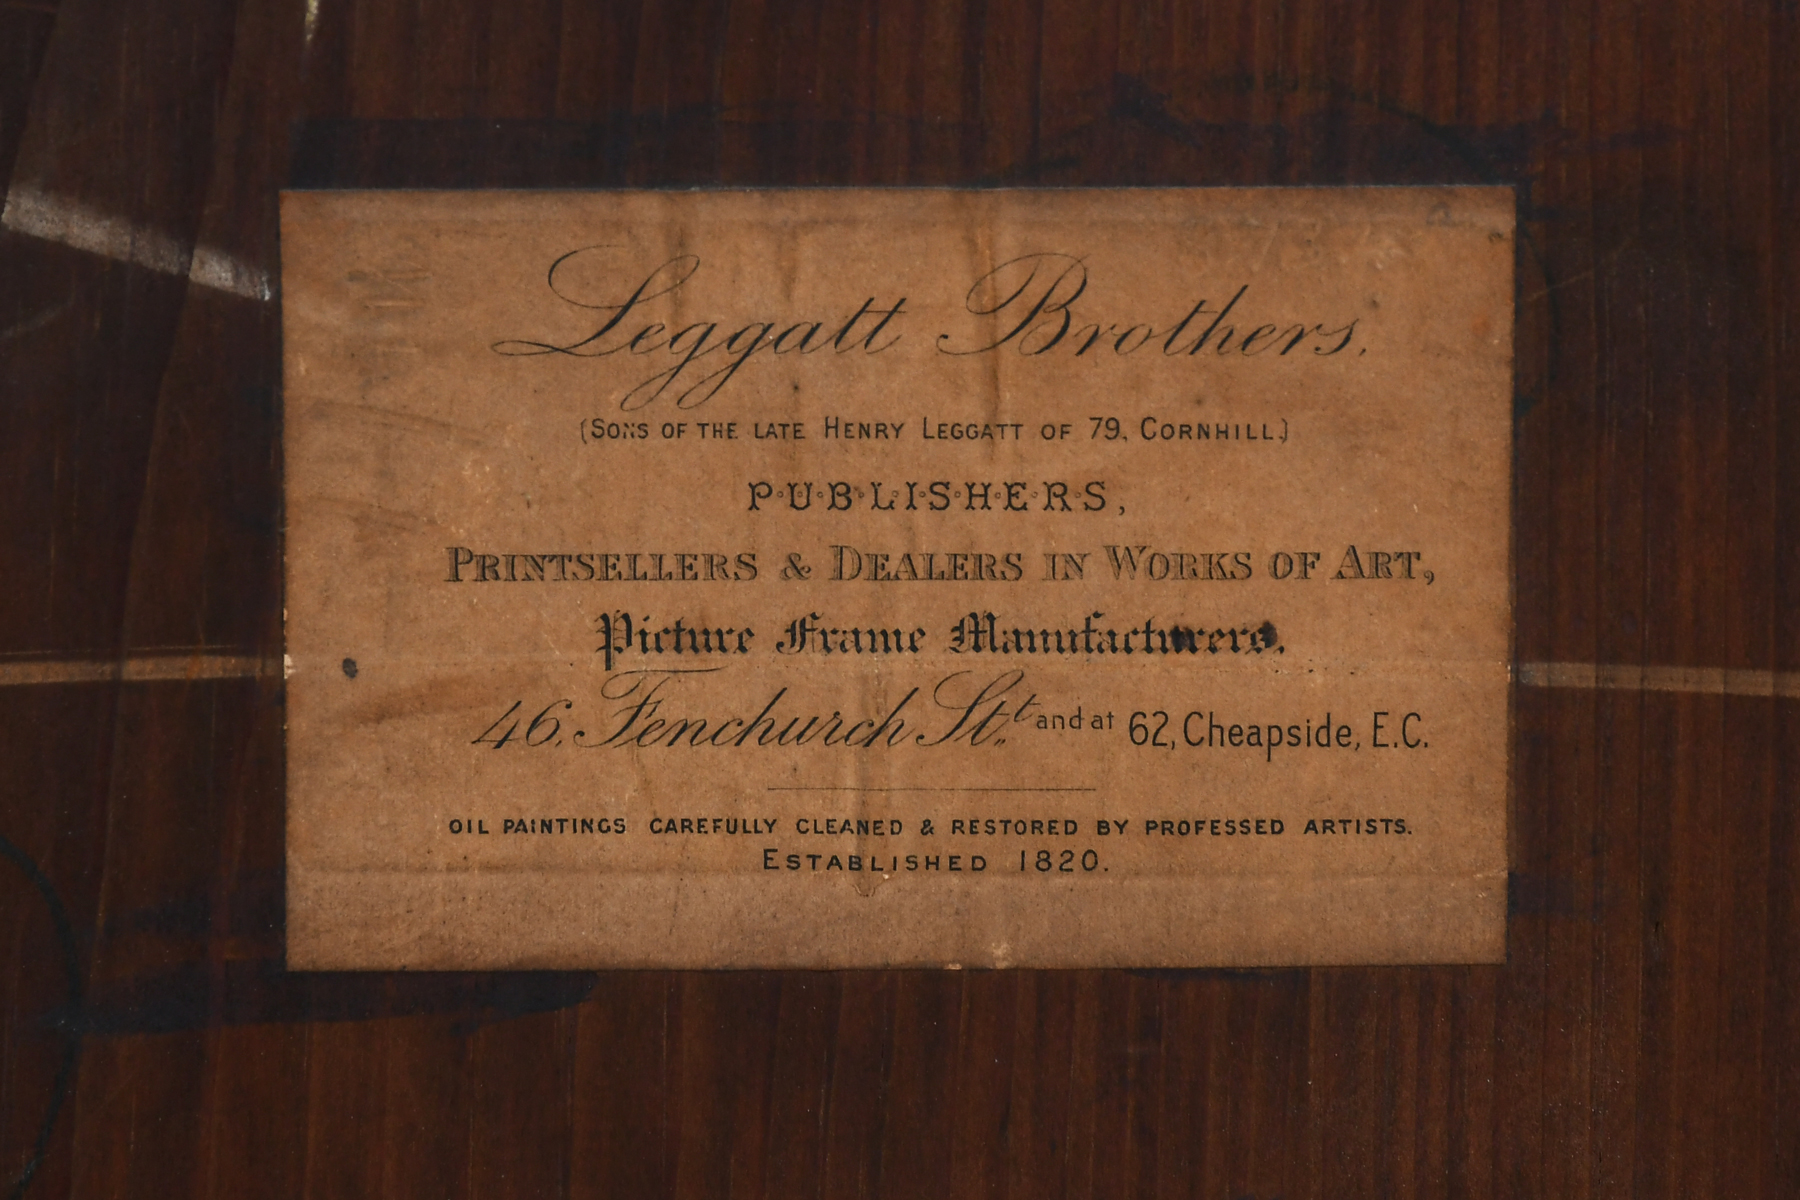 Leggatt Brothers.
(Sons of the late Henry Leggatt of 79, Cornhill.)
P·U·B·L·I·S·H·E·R·S,
Printsellers & Dealers in Works of Art,
Picture Frame Manufacturers.
46, Fenchurch St.t and at 62, Cheapside, E.C.
OIL PAINTINGS CAREFULLY CLEANED & RESTORED BY PROFESSED ARTISTS.
Established 1820.